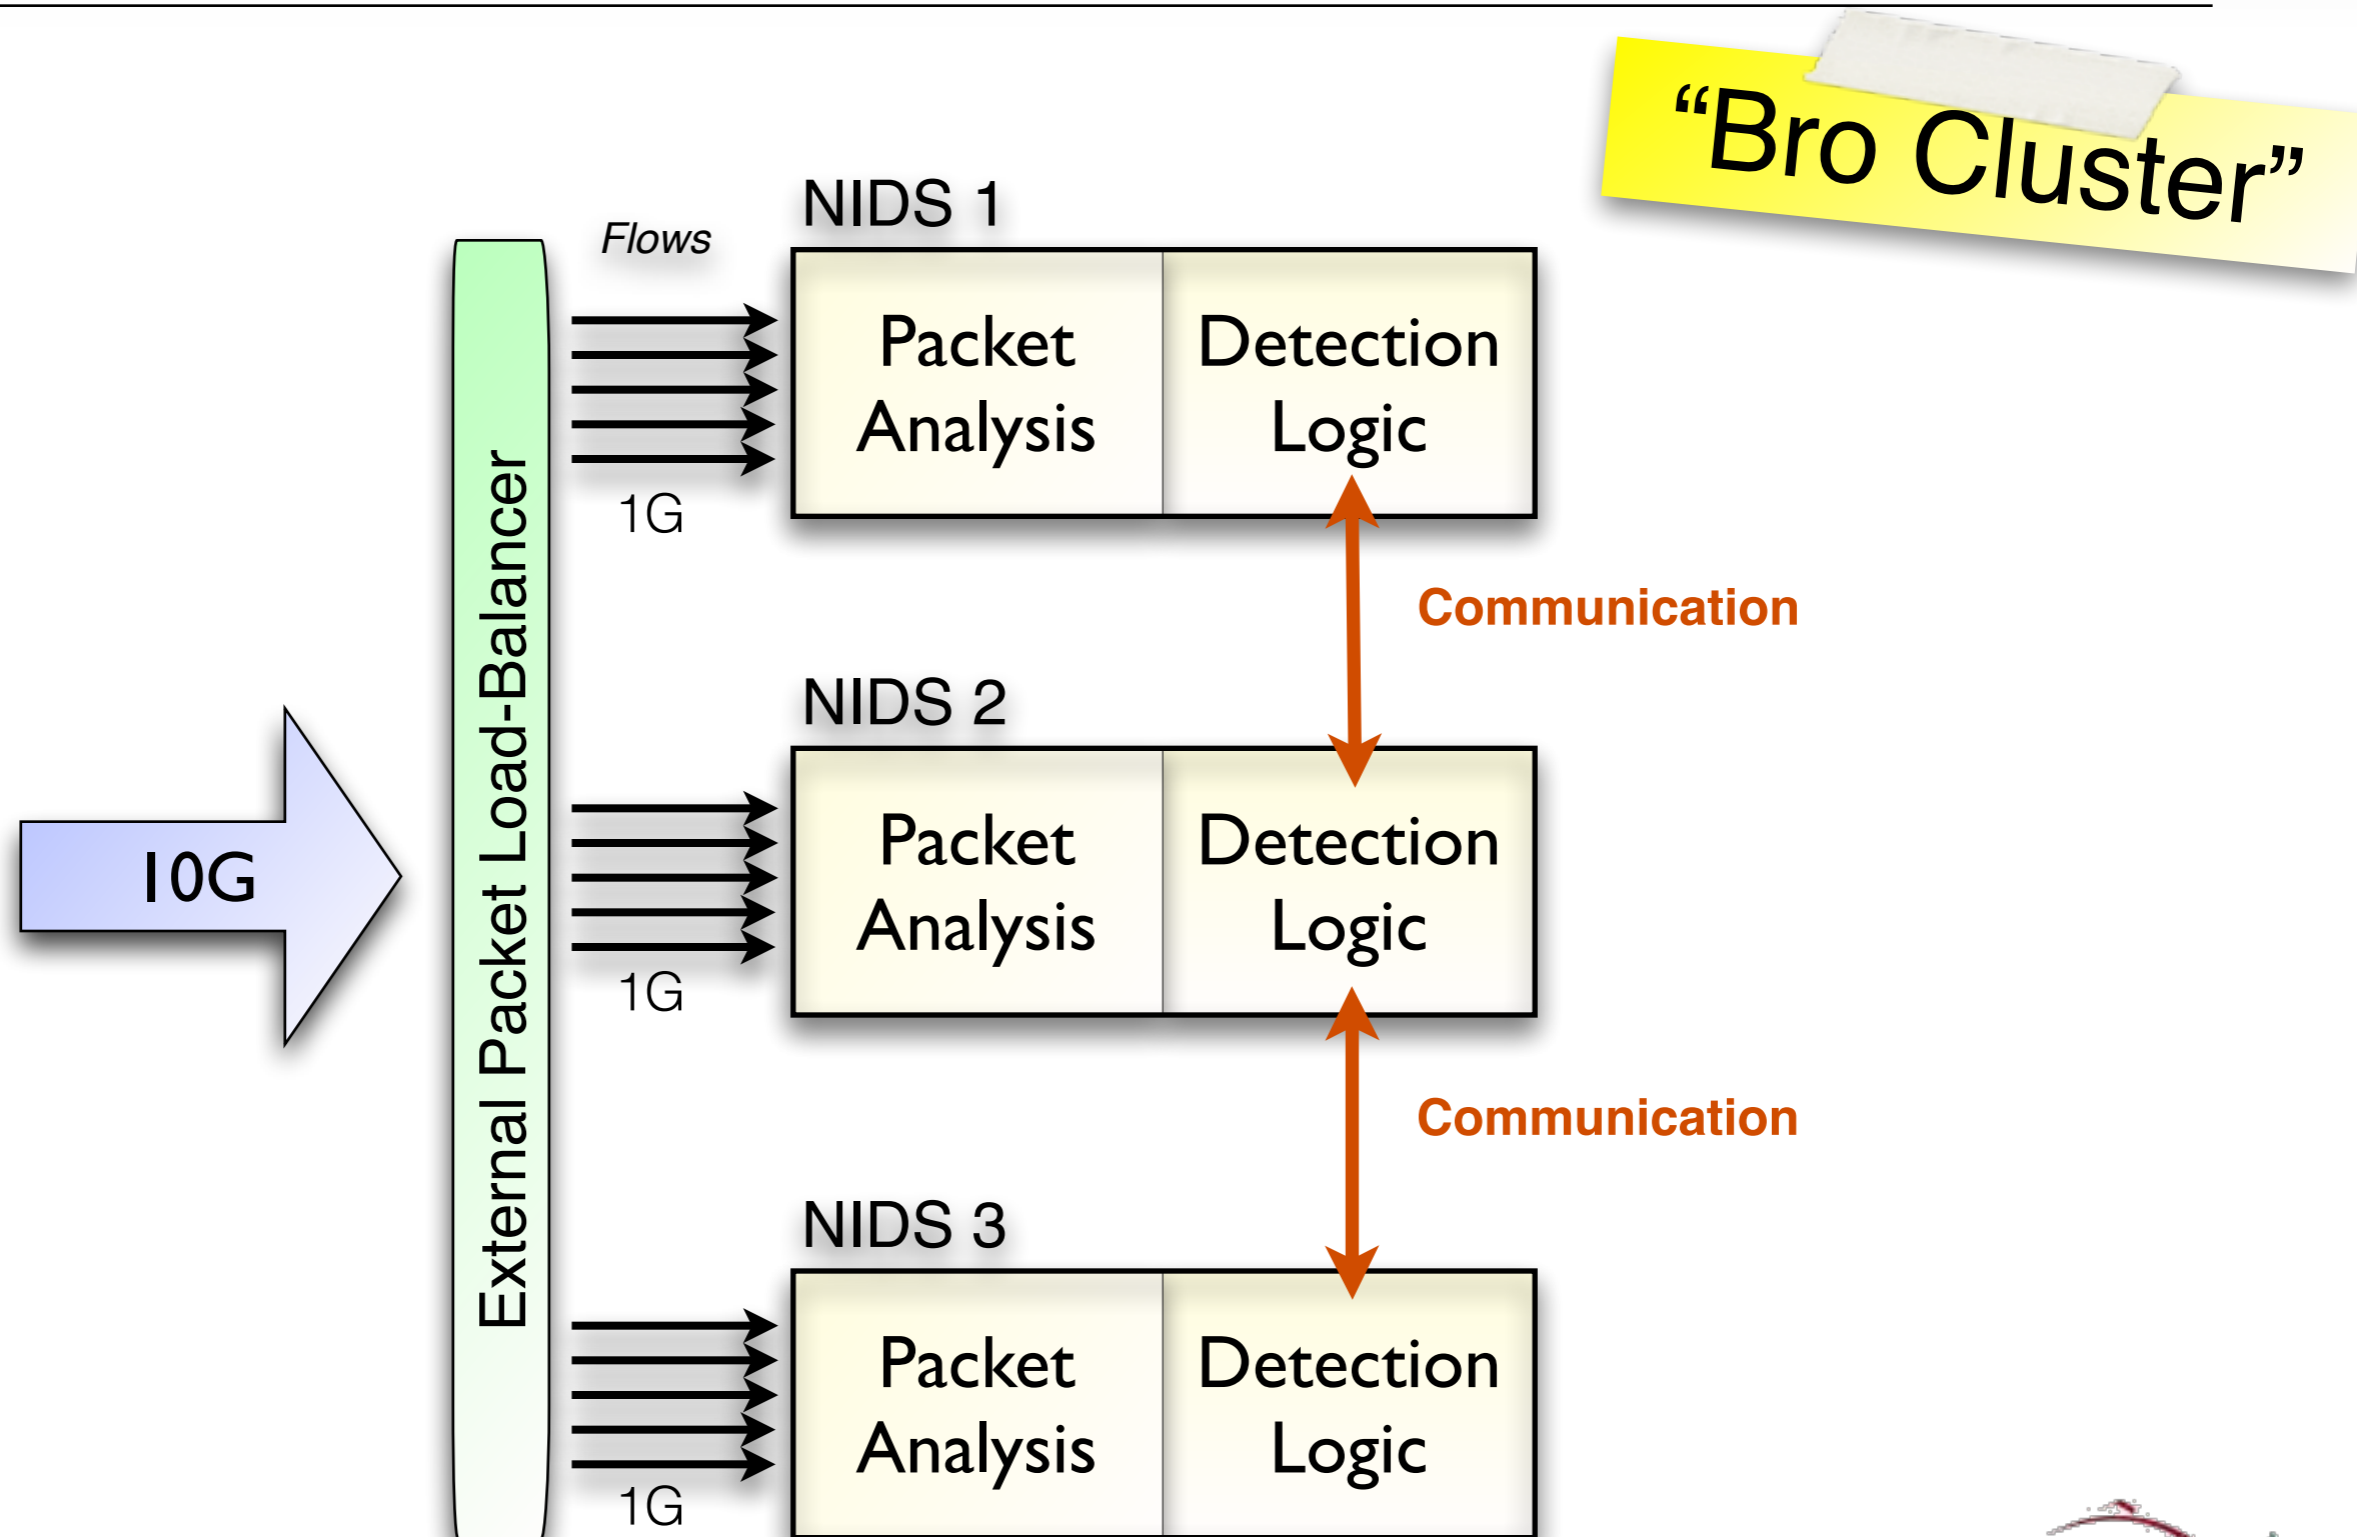 “Bro Cluster”
NIDS 1
Flows
Packet
Analysis
Detection
Logic
1G
Communication
External Packet Load-Balancer
10G
NIDS 2
Packet
Analysis
Detection
Logic
1G
Communication
NIDS 3
Packet
Analysis
Detection
Logic
1G